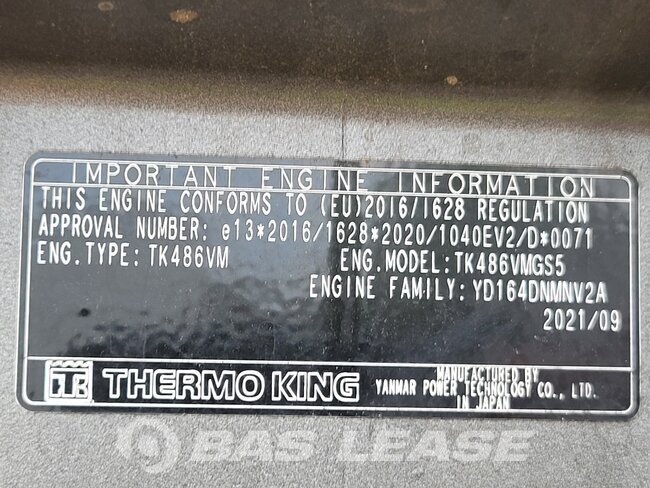 IMPORTANT ENGINE INFORMATION
THIS ENGINE CONFORMS TO (EU)2016/1628 REGULATION
APPROVAL NUMBER: e13*2016/1628*2020/1040EV2/D*0071
ENG.TYPE: TK486VM ENG.MODEL:TK486VMGS5
ENGINE FAMILY: YD164DNMNV2A
2021/09
TK THERMO KING
MANUFACTURED BY
YANMAR POWER TECHNOLOGY CO., LTD.
IN JAPAN
BAS LEASE